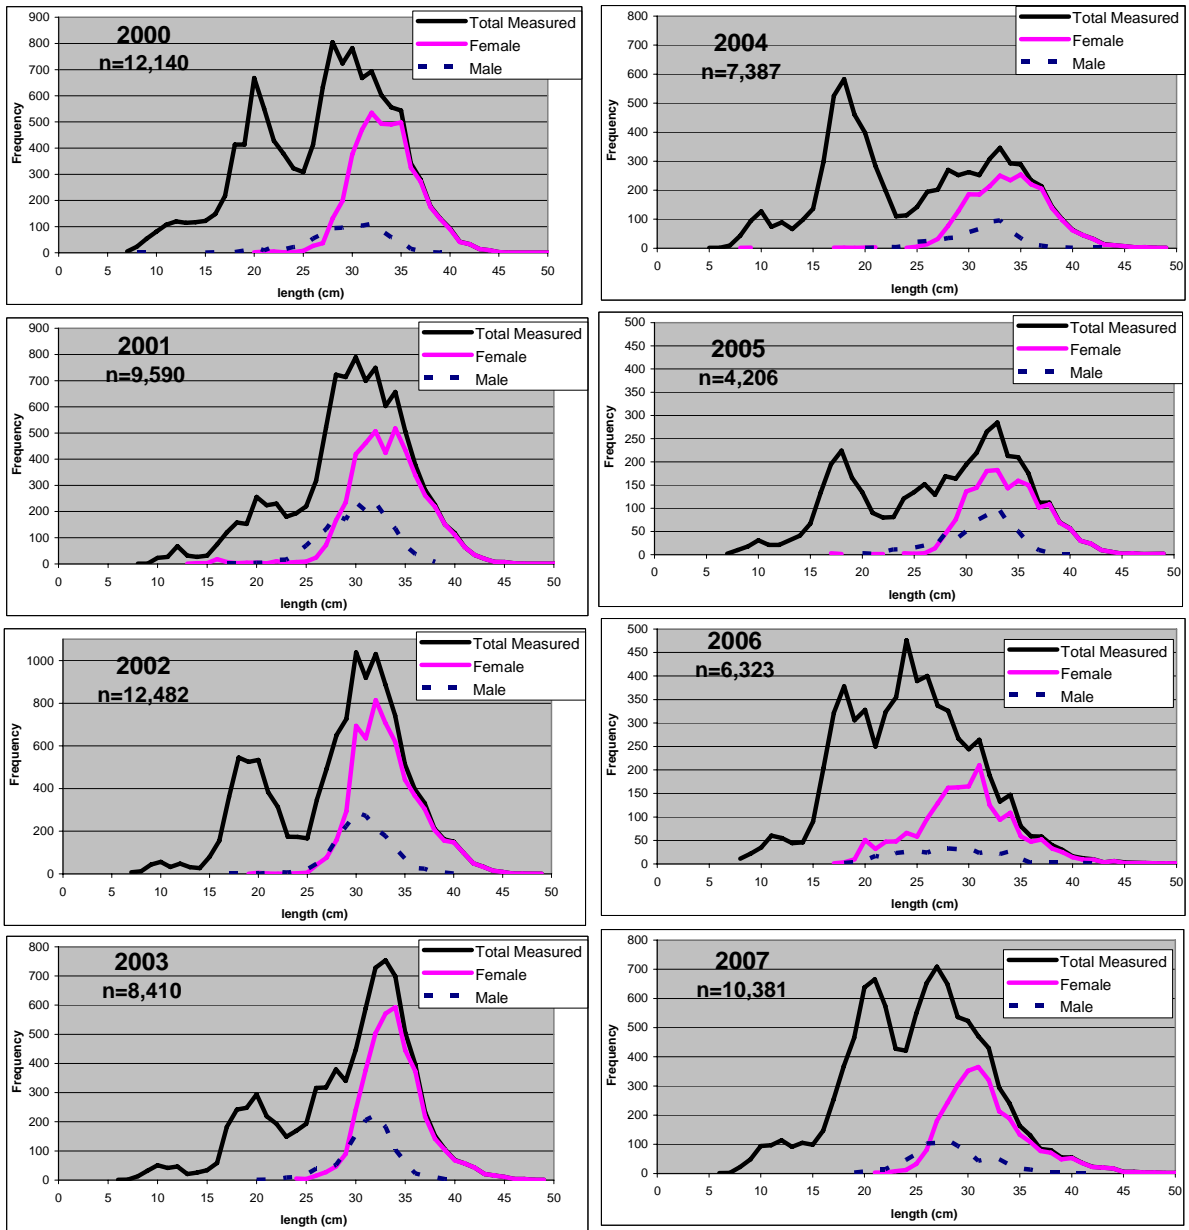 2000
n=12,140
Total Measured
Female
Male
Frequency
900
800
700
600
500
400
300
200
100
0
0 5 10 15 20 25 30 35 40 45 50
length (cm)
2004
n=7,387
Total Measured
Female
Male
Frequency
800
700
600
500
400
300
200
100
0
0 5 10 15 20 25 30 35 40 45 50
length (cm)
2001
n=9,590
Total Measured
Female
Male
Frequency
900
800
700
600
500
400
300
200
100
0
0 5 10 15 20 25 30 35 40 45 50
length (cm)
2005
n=4,206
Total Measured
Female
Male
Frequency
500
450
400
350
300
250
200
150
100
50
0
0 5 10 15 20 25 30 35 40 45 50
length (cm)
2002
n=12,482
Total Measured
Female
Male
Frequency
1000
800
600
400
200
0
0 5 10 15 20 25 30 35 40 45 50
length (cm)
2006
n=6,323
Total Measured
Female
Male
Frequency
500
450
400
350
300
250
200
150
100
50
0
0 5 10 15 20 25 30 35 40 45 50
length (cm)
2003
n=8,410
Total Measured
Female
Male
Frequency
800
700
600
500
400
300
200
100
0
0 5 10 15 20 25 30 35 40 45 50
length (cm)
2007
n=10,381
Total Measured
Female
Male
Frequency
800
700
600
500
400
300
200
100
0
0 5 10 15 20 25 30 35 40 45 50
length (cm)